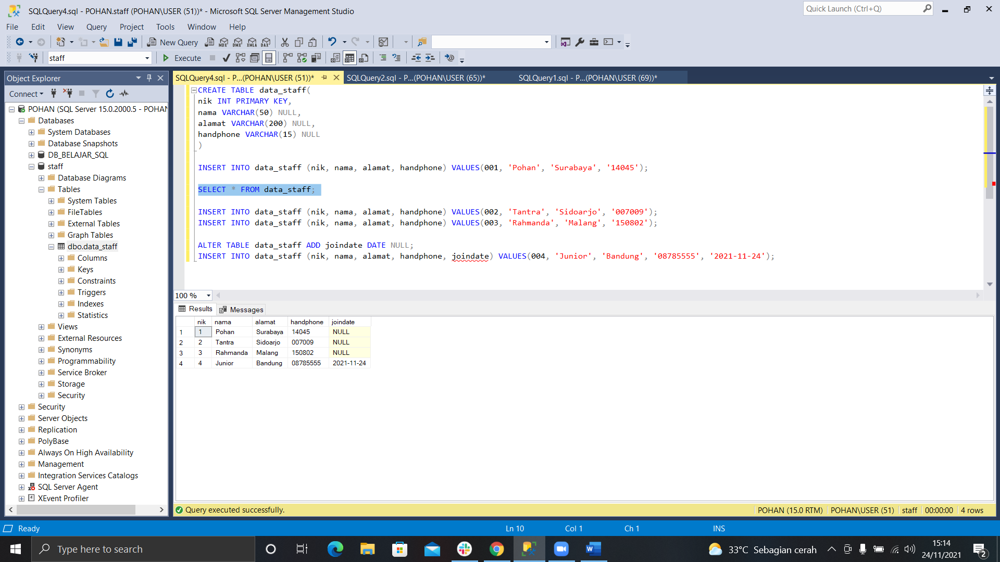 SQLQuery4.sql - POHAN.staff (POHAN\USER (51))* - Microsoft SQL Server Management Studio
Quick Launch (Ctrl+Q)
File Edit View Query Project Tools Window Help
New Query
MDX DMX XMLA DAX
staff
Execute
Object Explorer
SQLQuery4.sql - P...(POHAN\USER (51))*
SQLQuery2.sql - P...(POHAN\USER (65))*
SQLQuery1.sql - P...(POHAN\USER (69))*
Connect
POHAN (SQL Server 15.0.2000.5 - POHAN
Databases
System Databases
Database Snapshots
DB_BELAJAR_SQL
staff
Database Diagrams
Tables
System Tables
FileTables
External Tables
Graph Tables
dbo.data_staff
Columns
Keys
Constraints
Triggers
Indexes
Statistics
Views
External Resources
Synonyms
Programmability
Service Broker
Storage
Security
Security
Server Objects
Replication
PolyBase
Always On High Availability
Management
Integration Services Catalogs
SQL Server Agent
XEvent Profiler
CREATE TABLE data_staff(
nik INT PRIMARY KEY,
nama VARCHAR(50) NULL,
alamat VARCHAR(200) NULL,
handphone VARCHAR(15) NULL
)
INSERT INTO data_staff (nik, nama, alamat, handphone) VALUES(001, 'Pohan', 'Surabaya', '14045');
SELECT * FROM data_staff;
INSERT INTO data_staff (nik, nama, alamat, handphone) VALUES(002, 'Tantra', 'Sidoarjo', '007009');
INSERT INTO data_staff (nik, nama, alamat, handphone) VALUES(003, 'Rahmanda', 'Malang', '150802');
ALTER TABLE data_staff ADD joindate DATE NULL;
INSERT INTO data_staff (nik, nama, alamat, handphone, joindate) VALUES(004, 'Junior', 'Bandung', '08785555', '2021-11-24');
100 %
Results Messages
nik nama alamat handphone joindate
1 1 Pohan Surabaya 14045 NULL
2 2 Tantra Sidoarjo 007009 NULL
3 3 Rahmanda Malang 150802 NULL
4 4 Junior Bandung 08785555 2021-11-24
Query executed successfully.
POHAN (15.0 RTM) POHAN\USER (51) staff 00:00:00 4 rows
Ready
Ln 10 Col 1 Ch 1 INS
Type here to search
33°C Sebagian cerah
15:14
24/11/2021
2